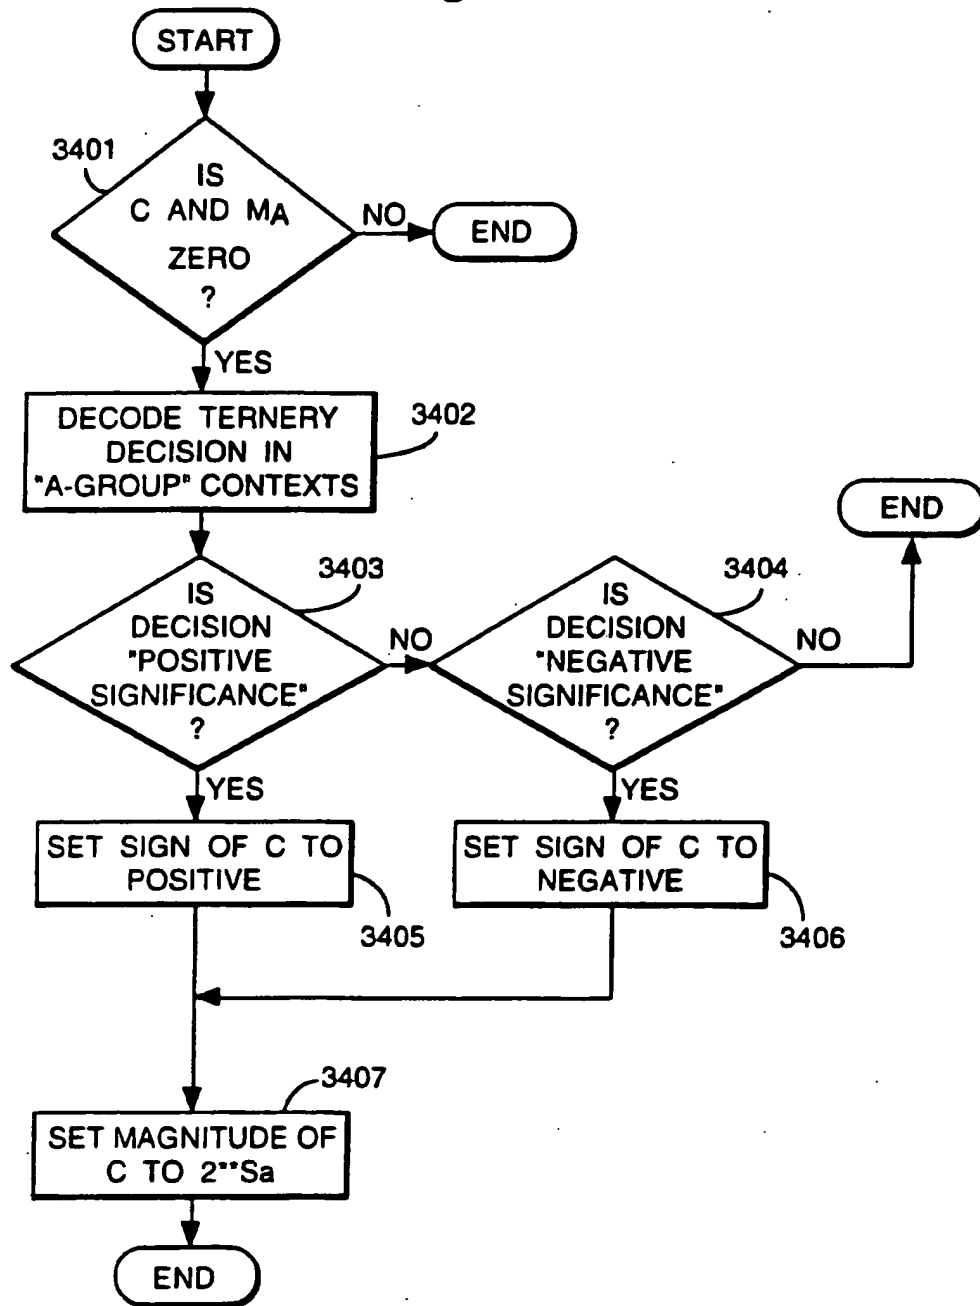 START
3401
IS
C AND MA
ZERO
?
NO
END
YES
DECODE TERNERY
DECISION IN
"A-GROUP" CONTEXTS
3402
END
3403
IS
DECISION
"POSITIVE
SIGNIFICANCE"
?
NO
3404
IS
DECISION
"NEGATIVE
SIGNIFICANCE"
?
NO
YES
YES
SET SIGN OF C TO
POSITIVE
3405
SET SIGN OF C TO
NEGATIVE
3406
3407
SET MAGNITUDE OF
C TO 2**Sa
END